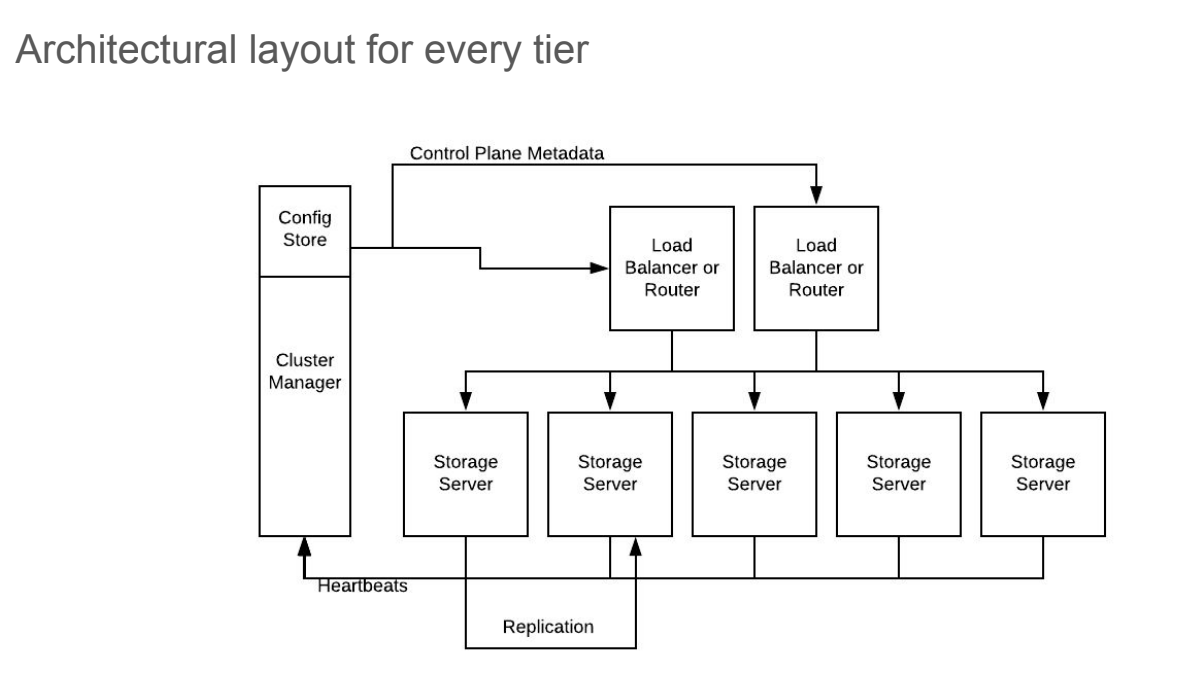 Architectural layout for every tier
Control Plane Metadata
Config
Store
Cluster
Manager
Load
Balancer or
Router
Load
Balancer or
Router
Storage
Server
Storage
Server
Storage
Server
Storage
Server
Storage
Server
Heartbeats
Replication